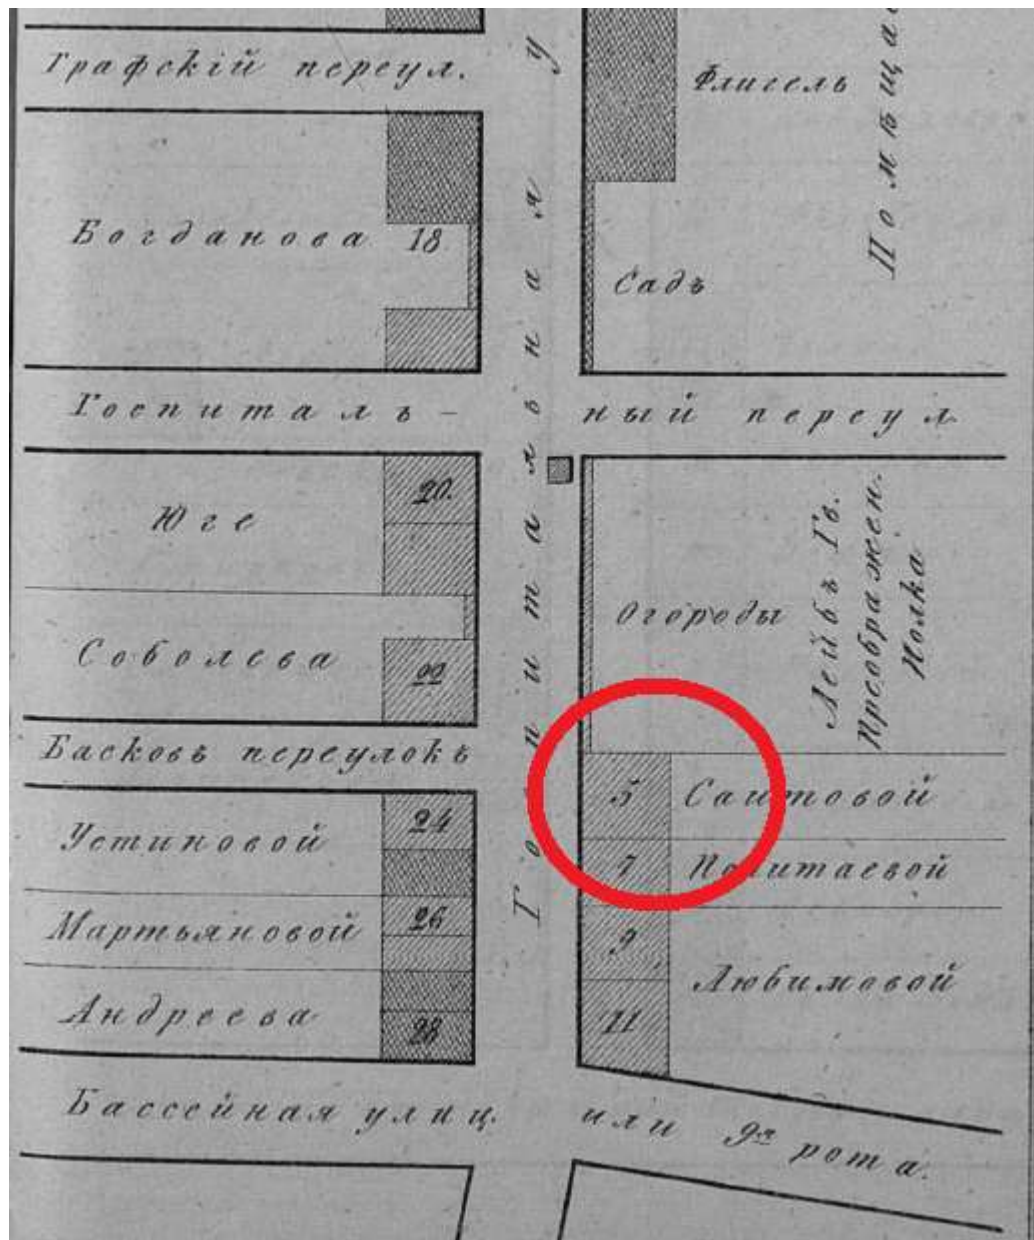 Графскій переул.
Флигель
Помѣща
Богданова 18
Садъ
Госпиталь-
ный переул
Госпитальная у
Юге 20.
Огороды
Лейбъ Гв.
Преображен.
Полка
Соболева 22
Басковъ переулокъ
5 Саитовой
Устиновой 24
7 Політаевой
Мартьяновой 26
9
Любимовой
Андреева 28
11
Бассейная улиц. или 9я рота.